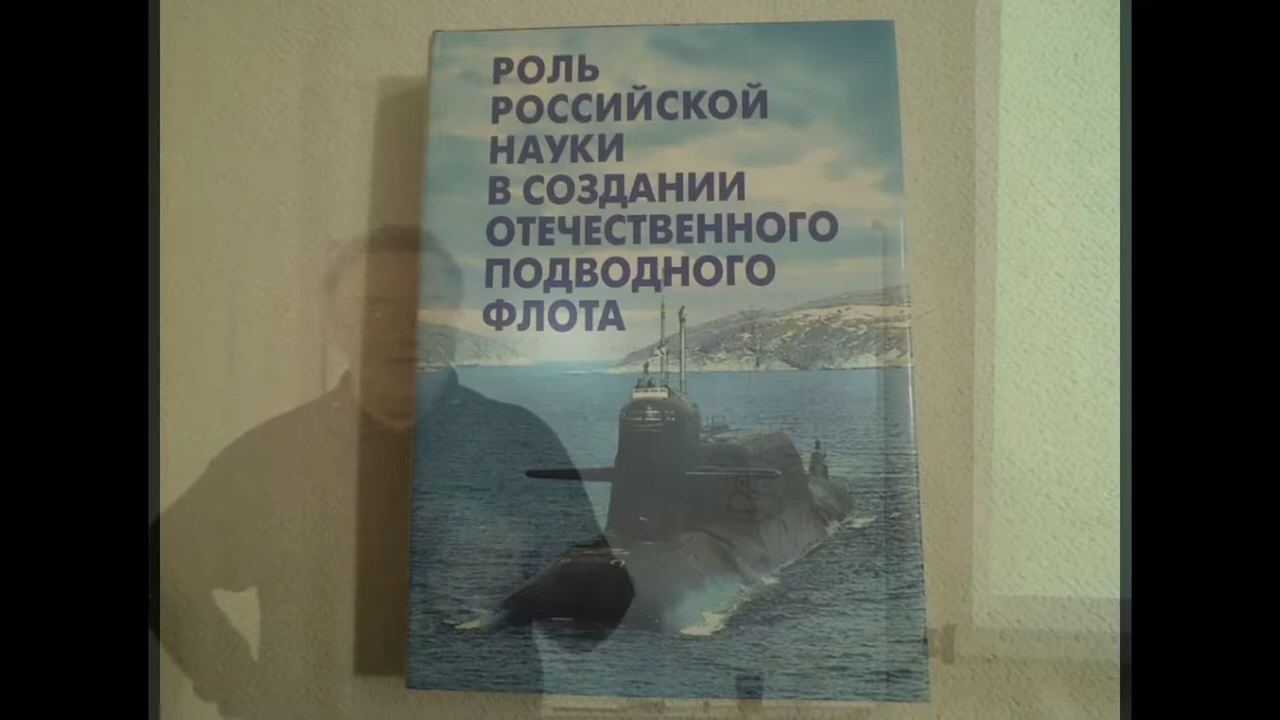 РОЛЬ
РОССИЙСКОЙ
НАУКИ
В СОЗДАНИИ
ОТЕЧЕСТВЕННОГО
ПОДВОДНОГО
ФЛОТА